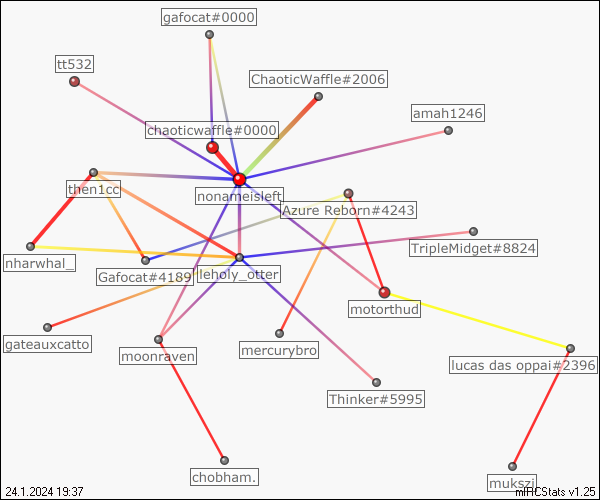 gafocat#0000
tt532
ChaoticWaffle#2006
amah1246
chaoticwaffle#0000
then1cc
nonameisleft
Azure Reborn#4243
TripleMidget#8824
nharwhal_
Gafocat#4189
leholy_otter
motorthud
gateauxcatto
moonraven
mercurybro
lucas das oppai#2396
Thinker#5995
chobham.
mukszi
24.1.2024 19:37
mIRCStats v1.25